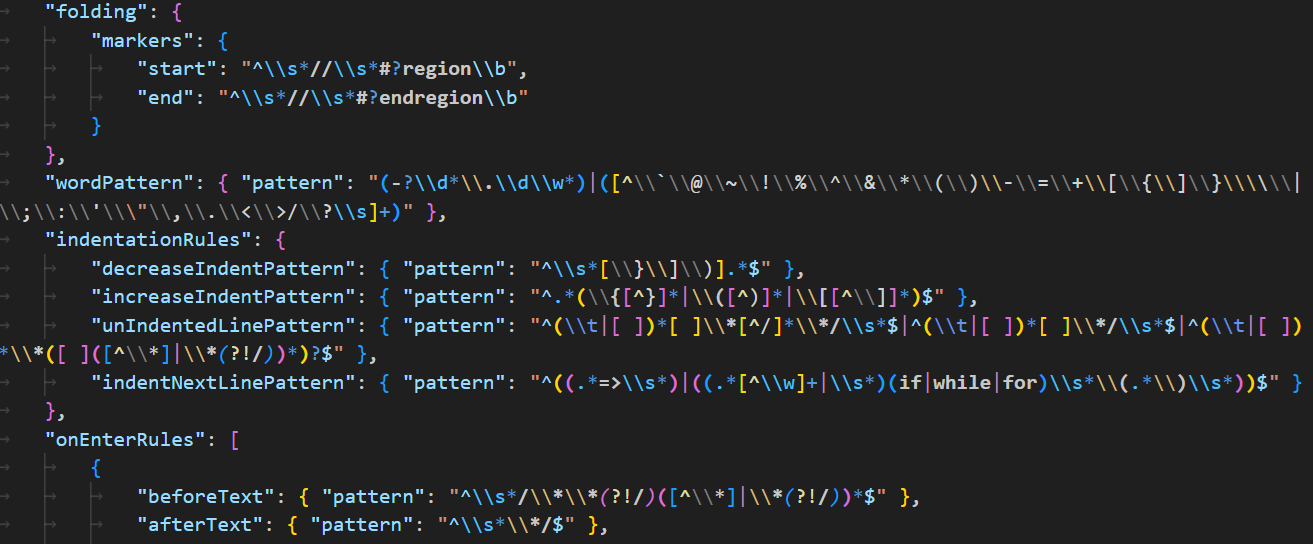 "folding": {
"markers": {
"start": "^\\s*//\\s*#?region\\b",
"end": "^\\s*//\\s*#?endregion\\b"
}
},
"wordPattern": { "pattern": "(-?\\d*\\.\\d\\w*)|([^\\`\\@\\~\\!\\%\\^\\&\\*\\(\\)\\-\\=\\+\\[\\{\\]\\}\\\\\\|
\\;\\:\\'\\\"\\,\\.\\<\\>/\\?\\s]+)" },
"indentationRules": {
"decreaseIndentPattern": { "pattern": "^\\s*[\\}\\]\\)].*$" },
"increaseIndentPattern": { "pattern": "^.*(\\{[^}]*|\\([^)]*|\\[[^\\]]*)$" },
"unIndentedLinePattern": { "pattern": "^(\\t|[ ])*[ ]\\*[^/]*\\*/\\s*$|^(\\t|[ ])*[ ]\\*/\\s*$|^(\\t|[ ])
*\\*([ ]([^\\*]|\\*(?!/))*)?$" },
"indentNextLinePattern": { "pattern": "^((.*=>\\s*)|((.*[^\\w]+|\\s*)(if|while|for)\\s*\\(.*\\)\\s*))$" }
},
"onEnterRules": [
{
"beforeText": { "pattern": "^\\s*/\\*\\*(?!/)([^\\*]|\\*(?!/))*$" },
"afterText": { "pattern": "^\\s*\\*/$" },